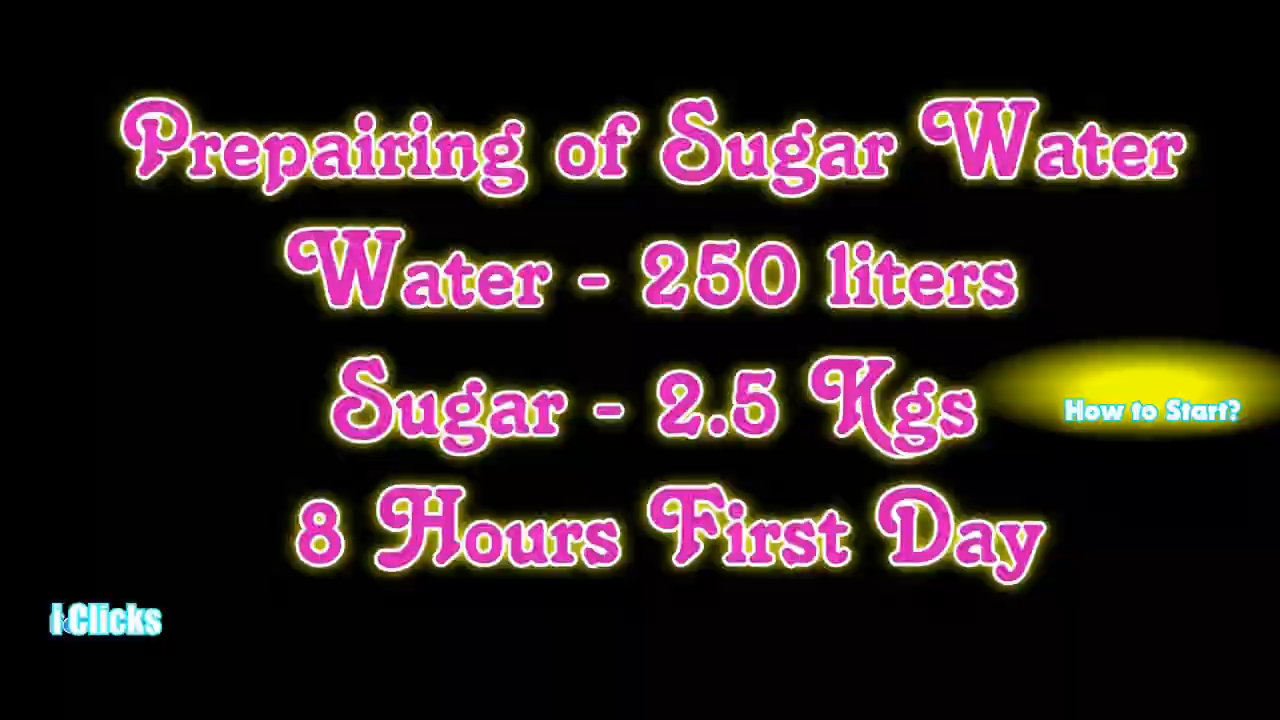 Prepairing of Sugar Water
Water - 250 liters
Sugar - 2.5 Kgs
How to Start?
8 Hours First Day
I Clicks